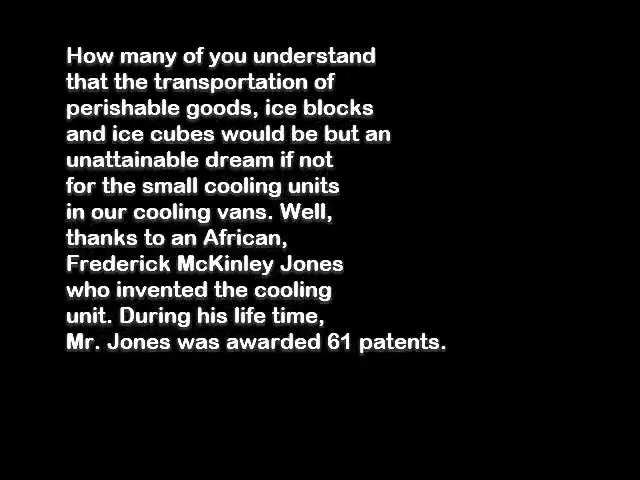 How many of you understand
that the transportation of
perishable goods, ice blocks
and ice cubes would be but an
unattainable dream if not
for the small cooling units
in our cooling vans. Well,
thanks to an African,
Frederick McKinley Jones
who invented the cooling
unit. During his life time,
Mr. Jones was awarded 61 patents.